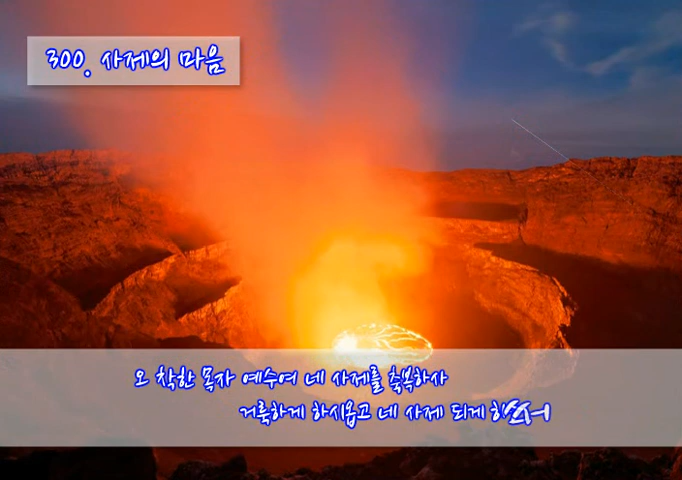 300. 사제의 마음
오 착한 목자 예수여 네 사제를 축복하사
거룩하게 하시옵고 네 사제 되게 하소서